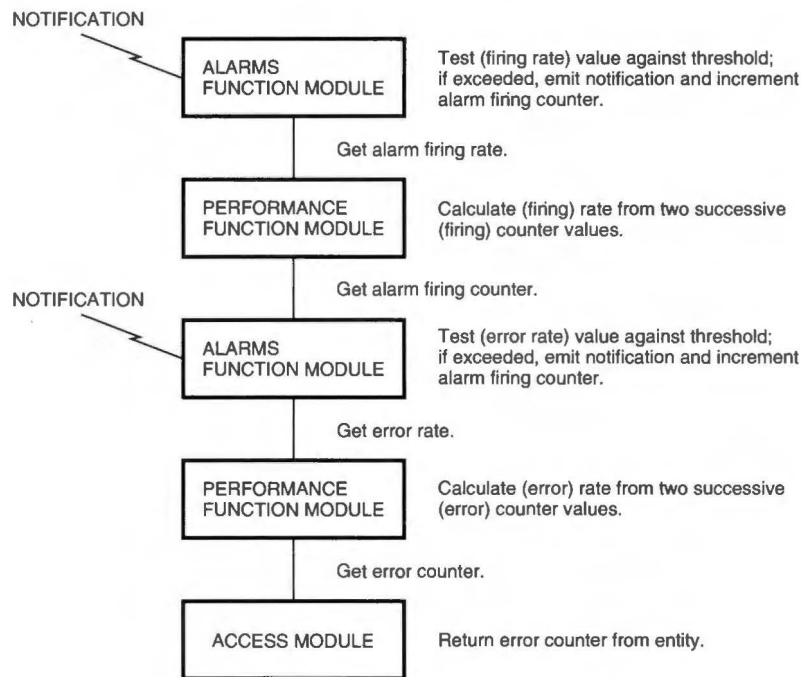 NOTIFICATION
ALARMS
FUNCTION MODULE
Test (firing rate) value against threshold;
if exceeded, emit notification and increment
alarm firing counter.
Get alarm firing rate.
PERFORMANCE
FUNCTION MODULE
Calculate (firing) rate from two successive
(firing) counter values.
Get alarm firing counter.
NOTIFICATION
ALARMS
FUNCTION MODULE
Test (error rate) value against threshold;
if exceeded, emit notification and increment
alarm firing counter.
Get error rate.
PERFORMANCE
FUNCTION MODULE
Calculate (error) rate from two successive
(error) counter values.
Get error counter.
ACCESS MODULE
Return error counter from entity.